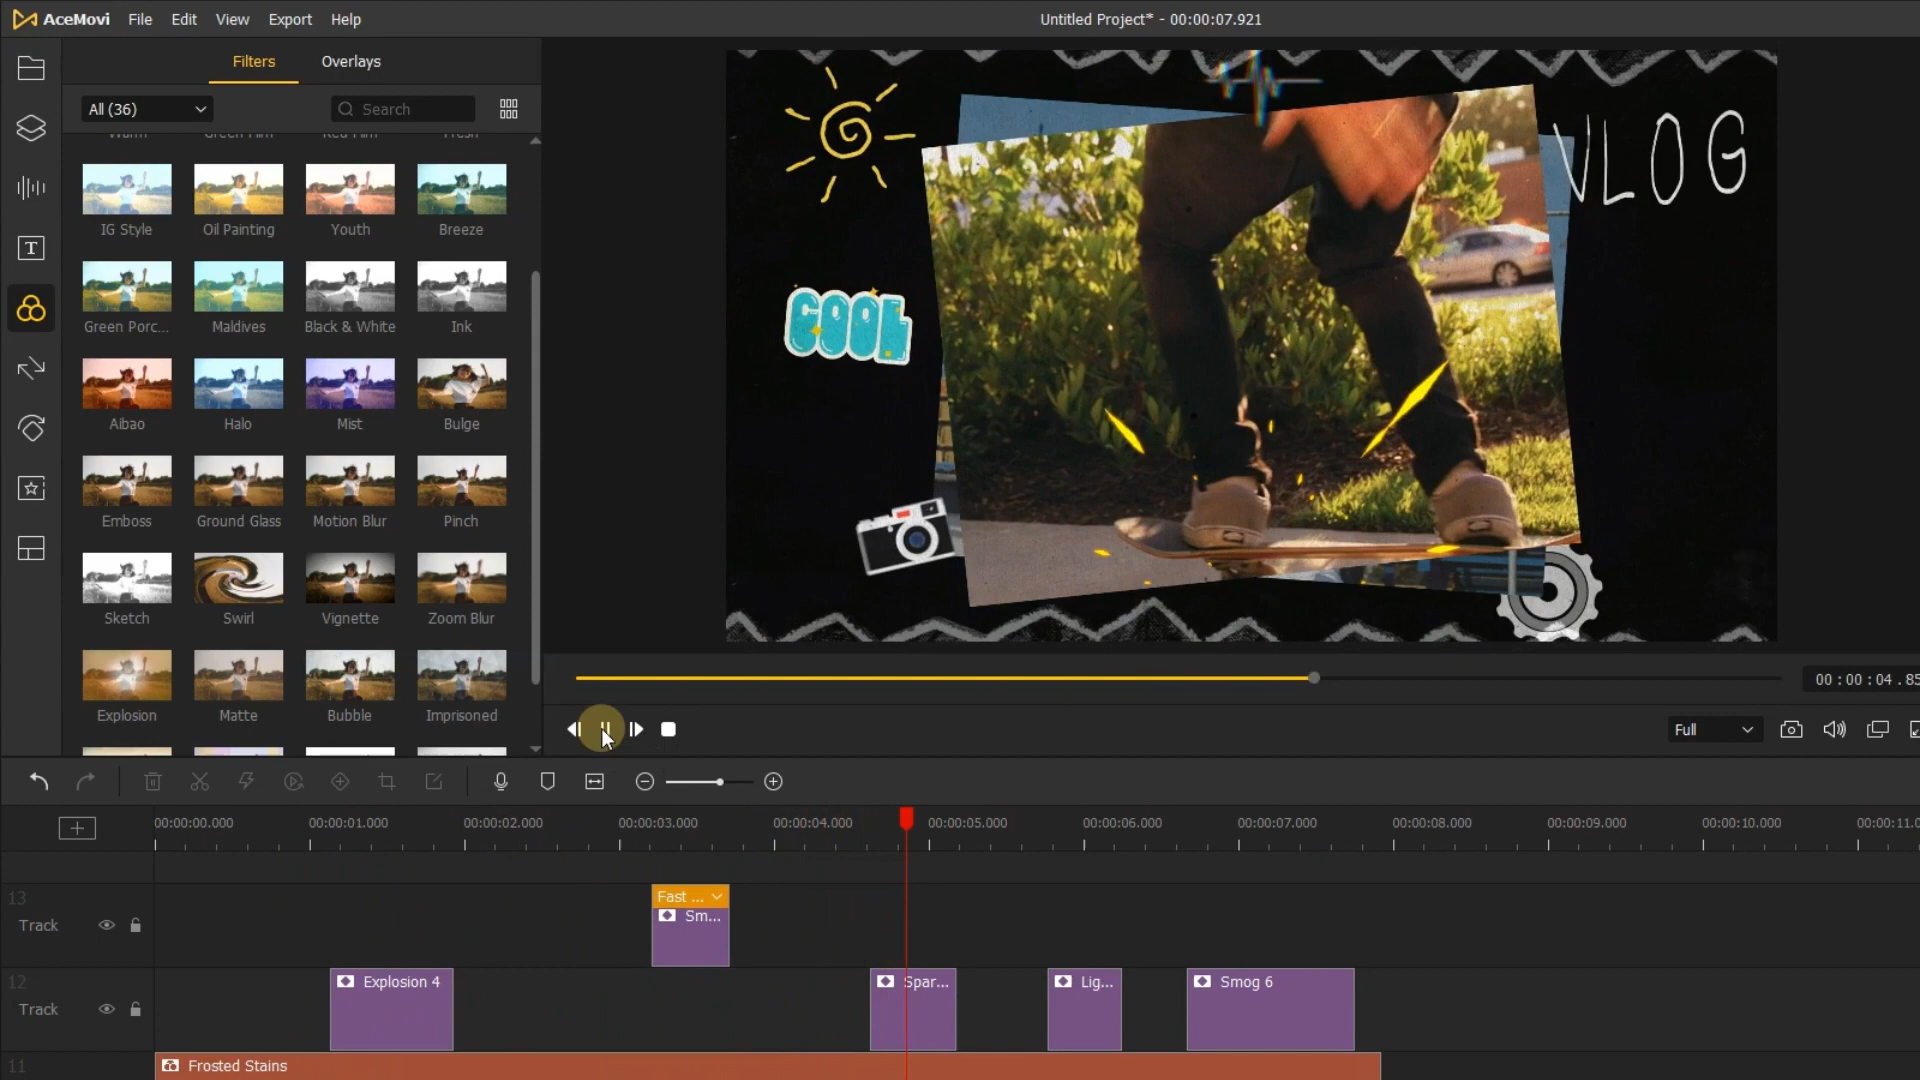 AceMovi File Edit View Export Help Untitled Project* - 00:00:07.921
Filters Overlays
All (36) Search
Warm Green Film Red Film Fresh
IG Style Oil Painting Youth Breeze
Green Porc... Maldives Black & White Ink
Aibao Halo Mist Bulge
Emboss Ground Glass Motion Blur Pinch
Sketch Swirl Vignette Zoom Blur
Explosion Matte Bubble Imprisoned
VLOG
COOL
00 : 00 : 04 . 85
Full
00:00:00.000 00:00:01.000 00:00:02.000 00:00:03.000 00:00:04.000 00:00:05.000 00:00:06.000 00:00:07.000 00:00:08.000 00:00:09.000 00:00:10.000 00:00:11.0
13
Track
Fast ...
Sm...
12
Track
Explosion 4 Spar... Lig... Smog 6
11
Frosted Stains